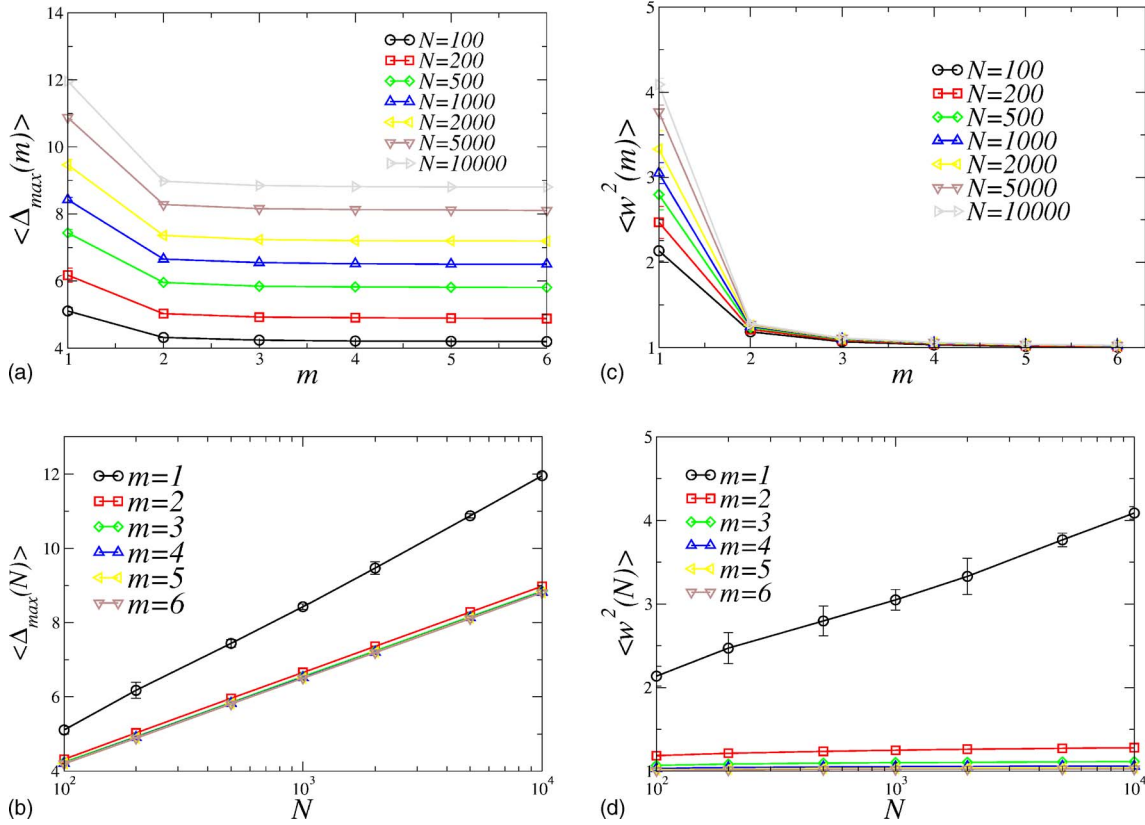 14
12
10
8
6
4
<Δmax(m)>
N=100
N=200
N=500
N=1000
N=2000
N=5000
N=10000
1 2 3 4 5 6
m
(a)
5
4
3
2
1
<w²(m)>
N=100
N=200
N=500
N=1000
N=2000
N=5000
N=10000
1 2 3 4 5 6
m
(c)
12
10
8
6
4
<Δmax(N)>
m=1
m=2
m=3
m=4
m=5
m=6
10² 10³ 10⁴
N
(b)
5
4
3
2
1
<w²(N)>
m=1
m=2
m=3
m=4
m=5
m=6
10² 10³ 10⁴
N
(d)